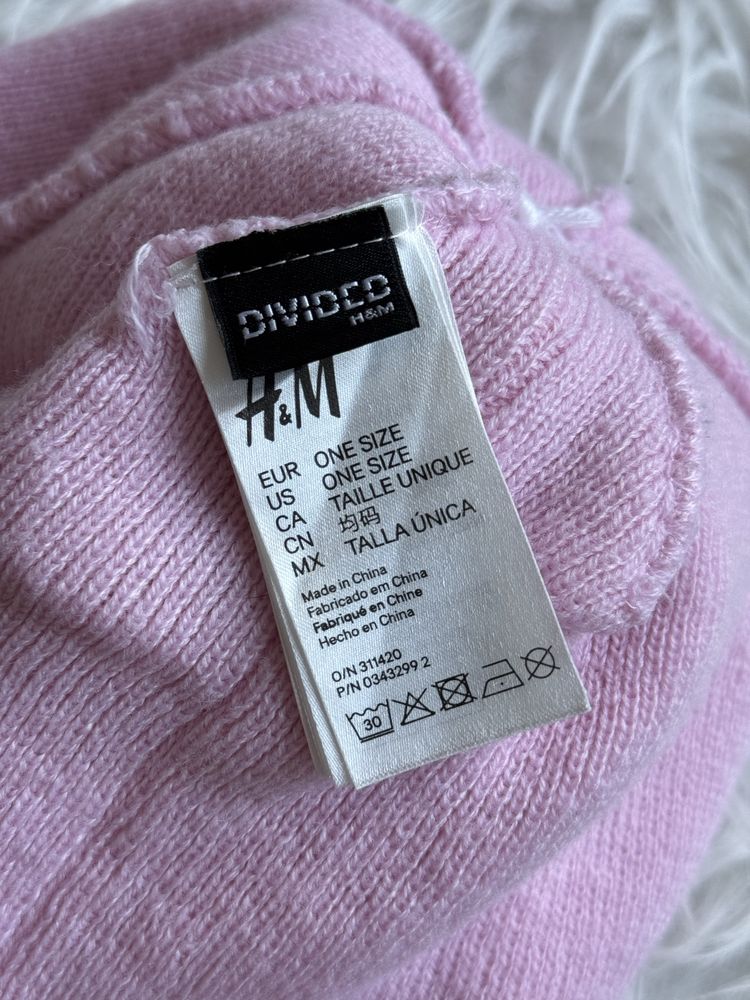 DIVIDED
H&M
H&M
EUR ONE SIZE
US ONE SIZE
CA TAILLE UNIQUE
CN 均码
MX TALLA ÚNICA
Made in China
Fabricado em China
Fabriqué en Chine
Hecho en China
O/N 311420
P/N 0343299 2
30